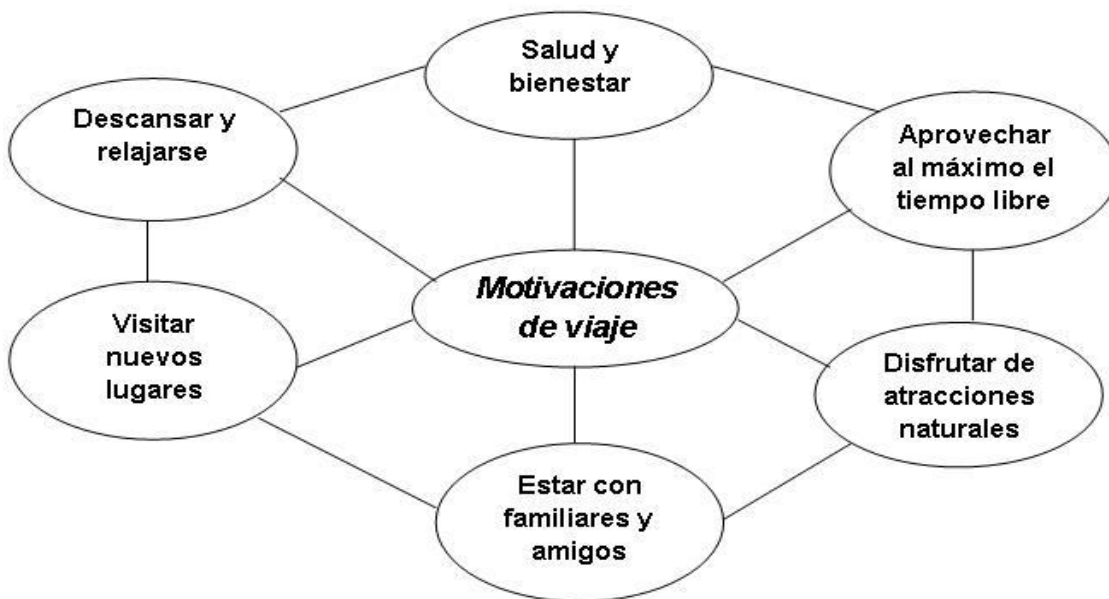 Salud y
bienestar
Descansar y
relajarse
Aprovechar
al máximo el
tiempo libre
Motivaciones
de viaje
Visitar
nuevos
lugares
Disfrutar de
atracciones
naturales
Estar con
familiares y
amigos